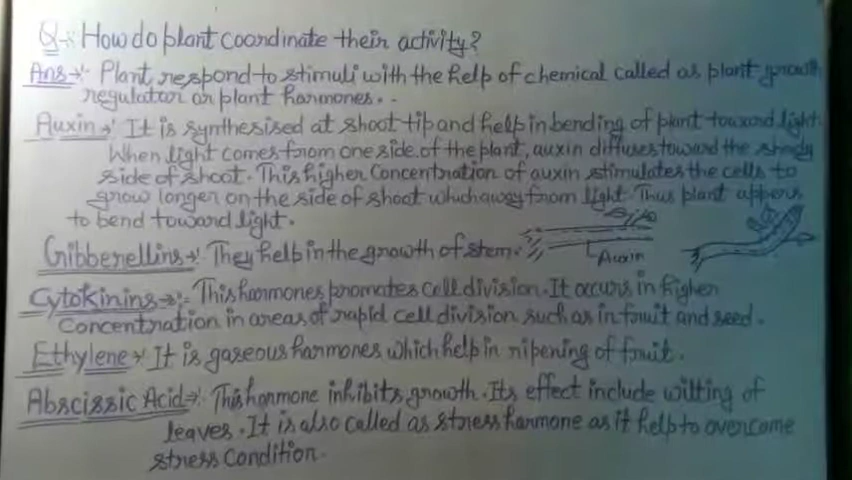 Q→ How do plant coordinate their activity?
Ans→ Plant respond to stimuli with the help of chemical called as plant growth
regulator or plant hormones.
Auxin→ It is synthesised at shoot tip and help in bending of plant toward light.
When light comes from one side of the plant, auxin diffuses toward the shady
side of shoot. This higher concentration of auxin stimulates the cells to
grow longer on the side of shoot which away from light. Thus plant appers
to bend toward light.
Auxin
Gibberellins→ They help in the growth of stem.
Cytokinins→ This hormones promotes cell division. It occurs in higher
concentration in areas of rapid cell division such as in fruit and seed.
Ethylene→ It is gaseous hormones which help in ripening of fruit.
Abscissic Acid→ This hormone inhibits growth. Its effect include wilting of
leaves. It is also called as stress hormone as it help to overcome
stress condition.